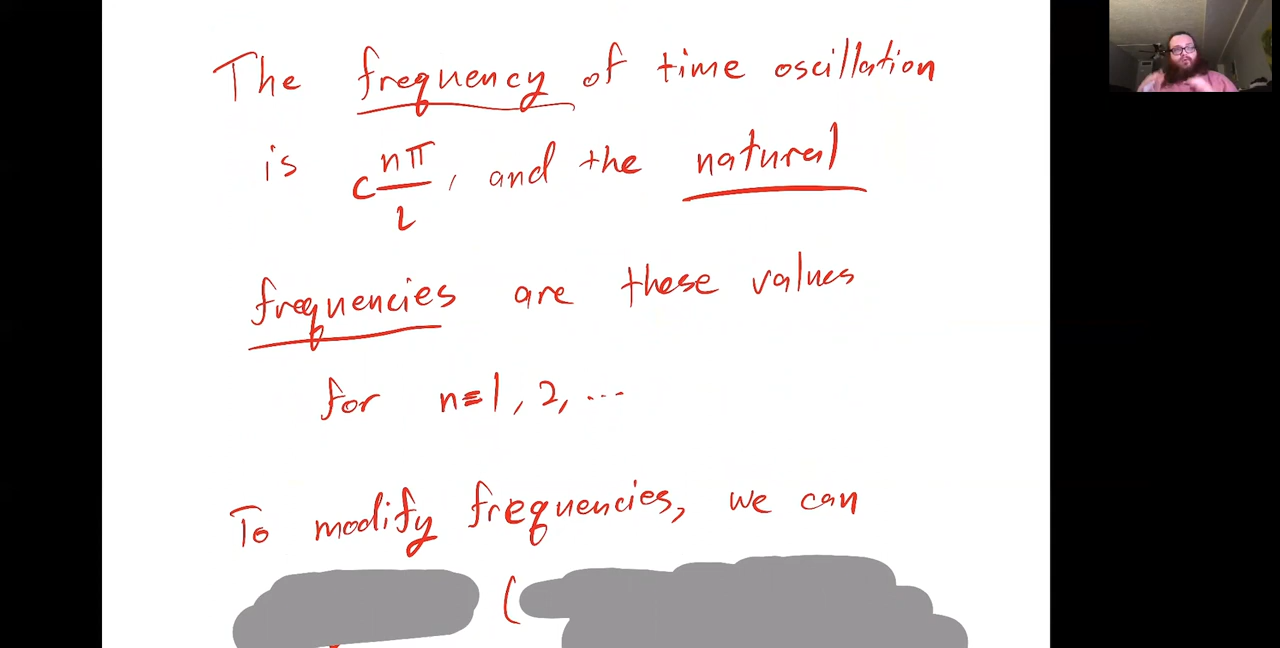 The frequency of time oscillation
is c nπ/L, and the natural
frequencies are these values
for n=1, 2, ...
To modify frequencies, we can
(